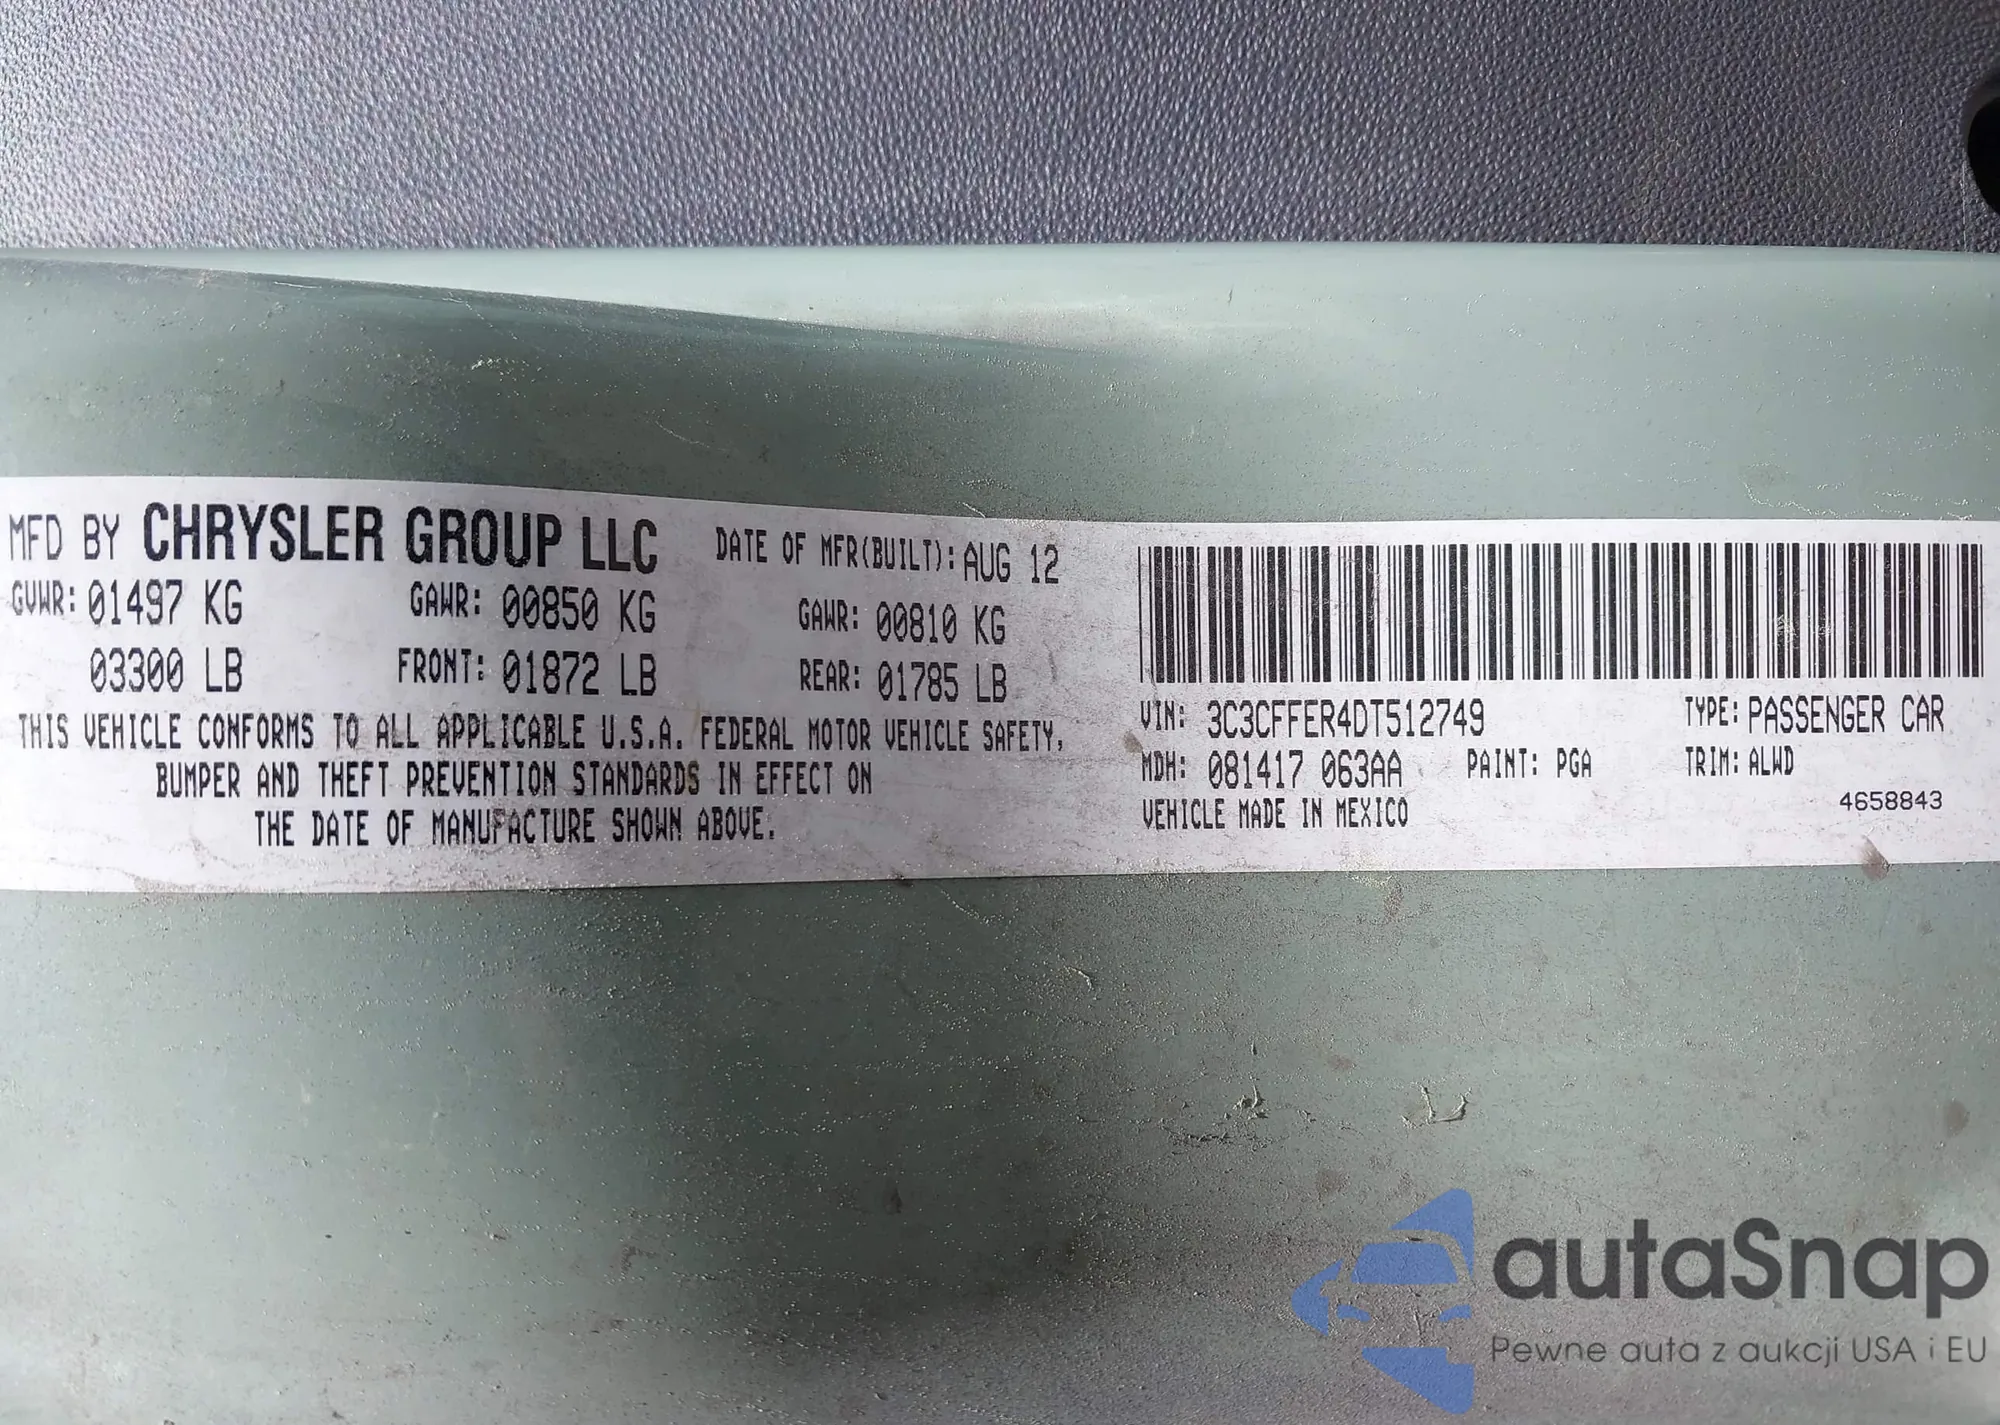 MFD BY CHRYSLER GROUP LLC DATE OF MFR(BUILT): AUG 12
GVWR: 01497 KG GAWR: 00850 KG GAWR: 00810 KG
03300 LB FRONT: 01872 LB REAR: 01785 LB
THIS VEHICLE CONFORMS TO ALL APPLICABLE U.S.A. FEDERAL MOTOR VEHICLE SAFETY,
BUMPER AND THEFT PREVENTION STANDARDS IN EFFECT ON
THE DATE OF MANUFACTURE SHOWN ABOVE.
VIN: 3C3CFFER4DT512749 TYPE: PASSENGER CAR
MDH: 081417 063AA PAINT: PGA TRIM: ALWD
VEHICLE MADE IN MEXICO 4658843
autaSnap
Pewne auta z aukcji USA i EU